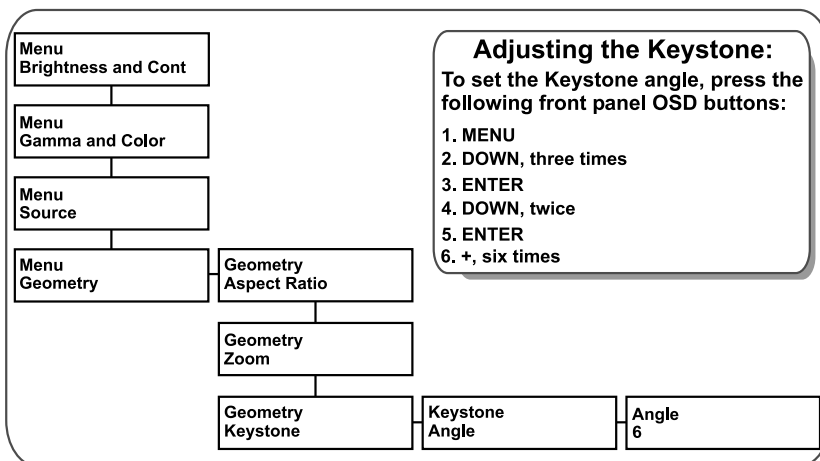 Menu
Brightness and Cont
Menu
Gamma and Color
Menu
Source
Menu
Geometry
Geometry
Aspect Ratio
Geometry
Zoom
Geometry
Keystone
Keystone
Angle
Angle
6
Adjusting the Keystone:
To set the Keystone angle, press the
following front panel OSD buttons:
1. MENU
2. DOWN, three times
3. ENTER
4. DOWN, twice
5. ENTER
6. +, six times